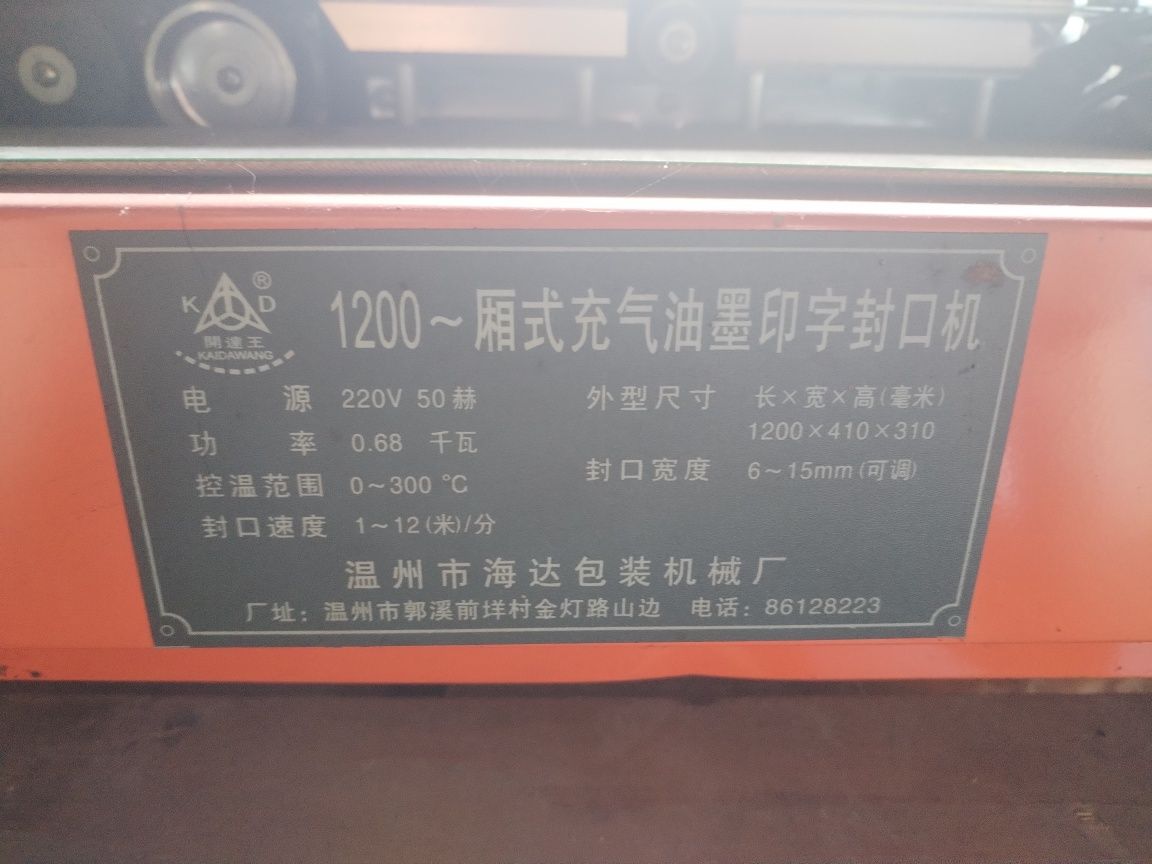 K D ®
開達王
KAIDAWANG
1200～厢式充气油墨印字封口机
电 源 220V 50赫
功 率 0.68 千瓦
控温范围 0～300 ℃
封口速度 1～12(米)/分
外型尺寸 长×宽×高(毫米)
1200×410×310
封口宽度 6～15mm(可调)
温州市海达包装机械厂
厂址：温州市郭溪前垟村金灯路山边 电话：86128223